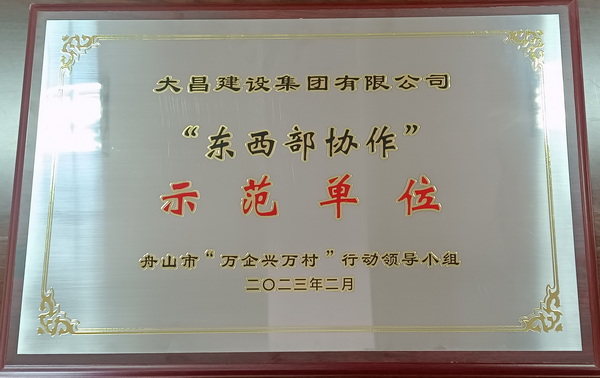 大昌建设集团有限公司
“东西部协作”
示范单位
舟山市“万企兴万村”行动领导小组
二〇二三年二月